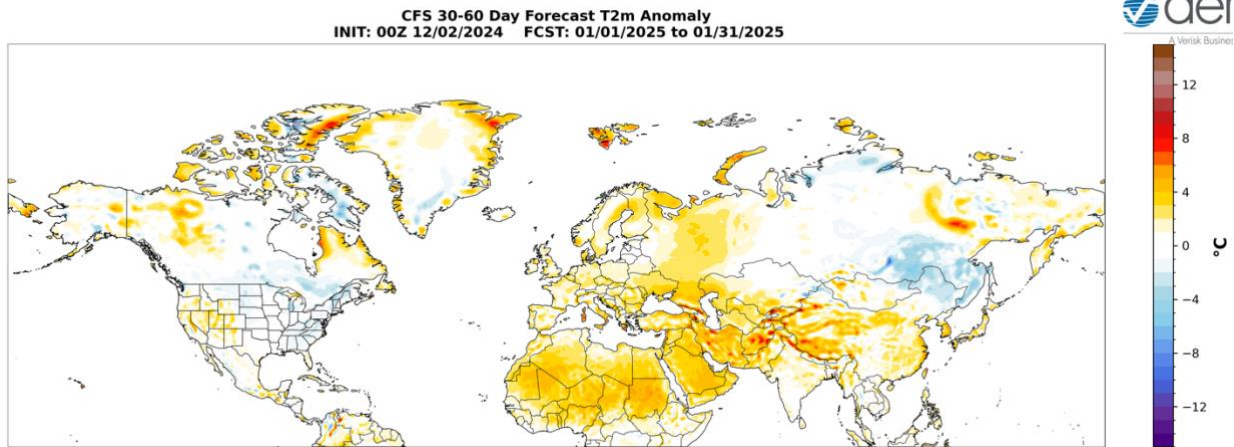 CFS 30-60 Day Forecast T2m Anomaly
INIT: 00Z 12/02/2024 FCST: 01/01/2025 to 01/31/2025
A Verisk Business
12
8
4
0
−4
−8
−12
°C